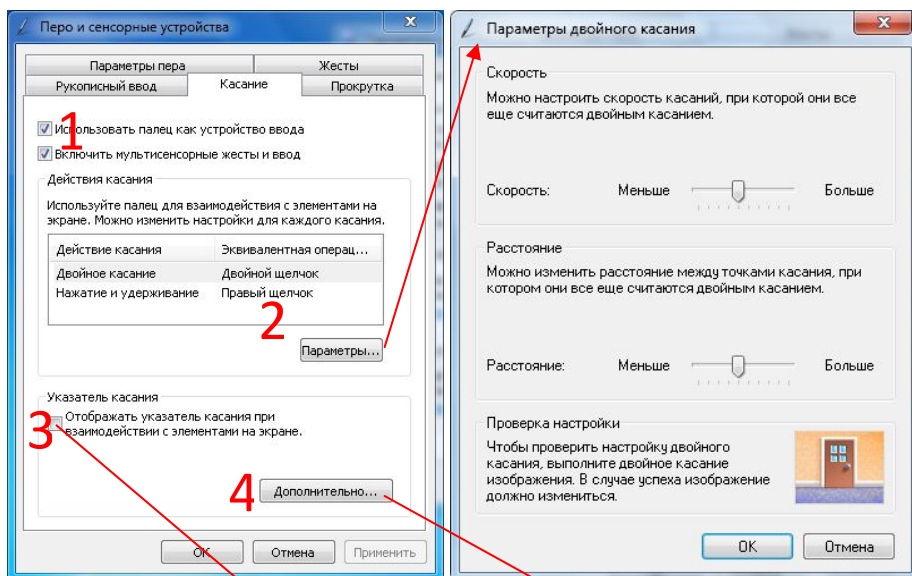 Перо и сенсорные устройства
Параметры пера
Жесты
Рукописный ввод
Касание
Прокрутка
1
Использовать палец как устройство ввода
Включить мультисенсорные жесты и ввод
Действия касания
Используйте палец для взаимодействия с элементами на
экране. Можно изменить настройки для каждого касания.
Действие касания
Эквивалентная операц...
Двойное касание
Двойной щелчок
Нажатие и удерживание
Правый щелчок
2
Параметры...
Указатель касания
3
Отображать указатель касания при
взаимодействии с элементами на экране.
4
Дополнительно...
ОК
Отмена
Применить
Параметры двойного касания
Скорость
Можно настроить скорость касаний, при которой они все
еще считаются двойным касанием.
Скорость:
Меньше
Больше
Расстояние
Можно изменить расстояние между точками касания, при
котором они все еще считаются двойным касанием.
Расстояние:
Меньше
Больше
Проверка настройки
Чтобы проверить настройку двойного
касания, выполните двойное касание
изображения. В случае успеха изображение
должно измениться.
ОК
Отмена